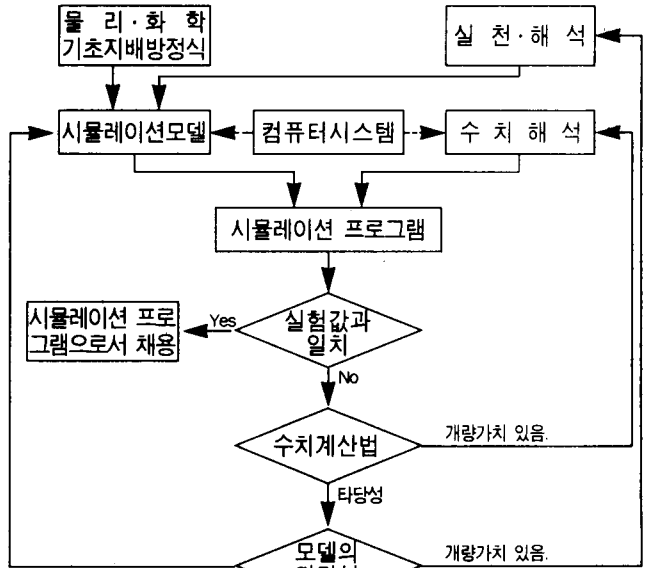 물 리·화 학
기초지배방정식
실 천·해 석
시뮬레이션모델
컴퓨터시스템
수 치 해 석
시뮬레이션 프로그램
실험값과
일치
Yes
시뮬레이션 프로
그램으로서 채용
No
수치계산법
개량가치 있음.
타당성
모델의
개량가치 있음.